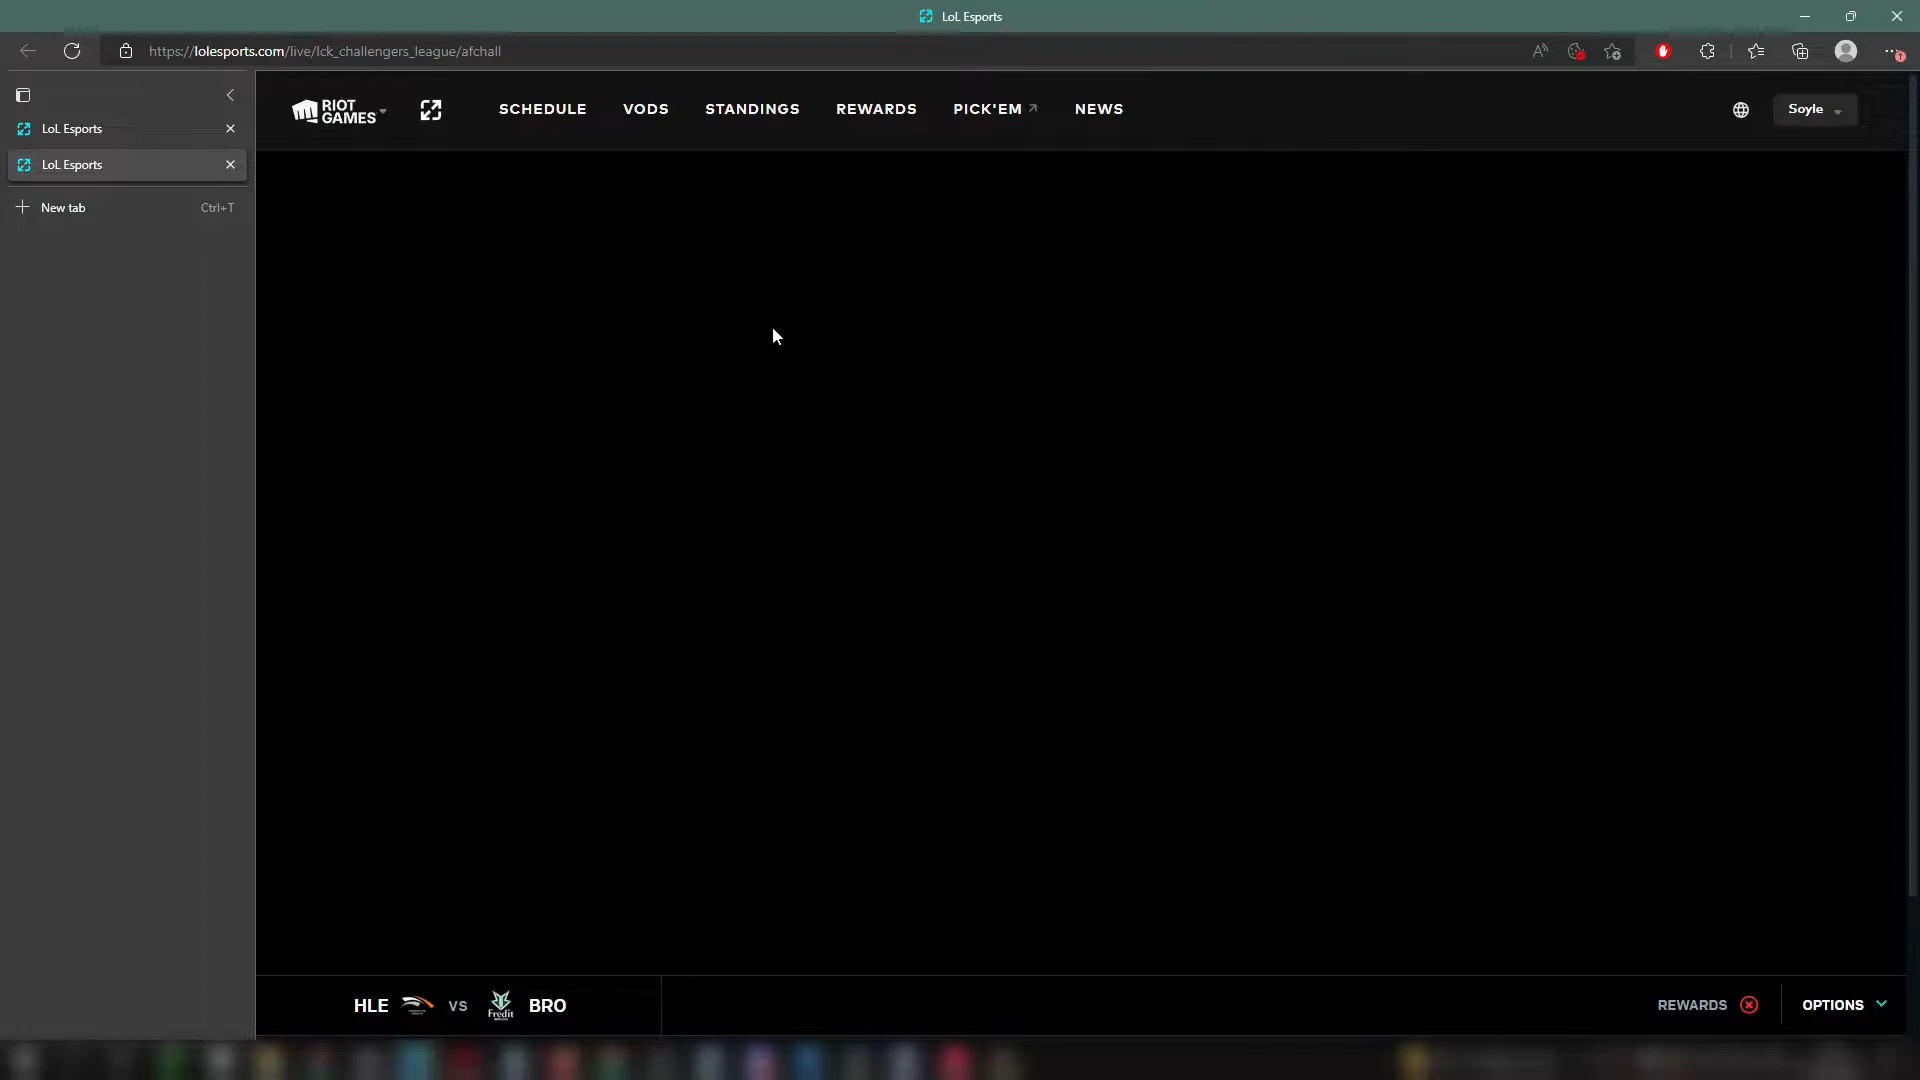 LoL Esports
https://lolesports.com/live/lck_challengers_league/afchall
LoL Esports
LoL Esports
New tab Ctrl+T
RIOT GAMES
SCHEDULE VODS STANDINGS REWARDS PICK'EM NEWS
Soyle
HLE VS Fredit BRO
REWARDS OPTIONS